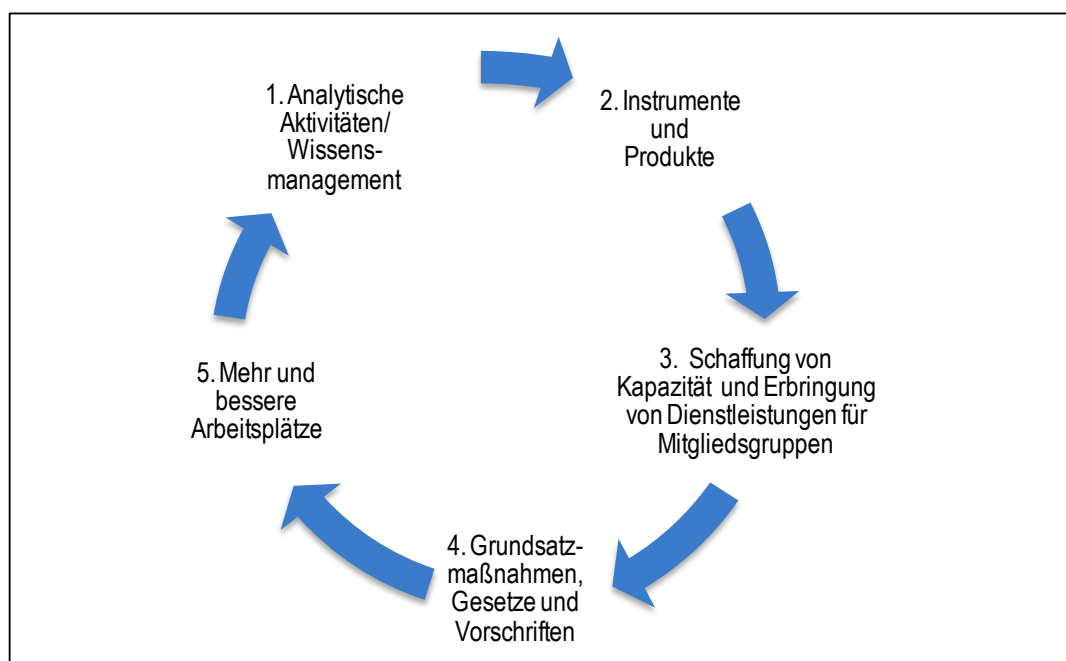 1. Analytische
Aktivitäten/
Wissens-
management
2. Instrumente
und
Produkte
3. Schaffung von
Kapazität und Erbringung
von Dienstleistungen für
Mitgliedsgruppen
4. Grundsatz-
maßnahmen,
Gesetze und
Vorschriften
5. Mehr und
bessere
Arbeitsplätze